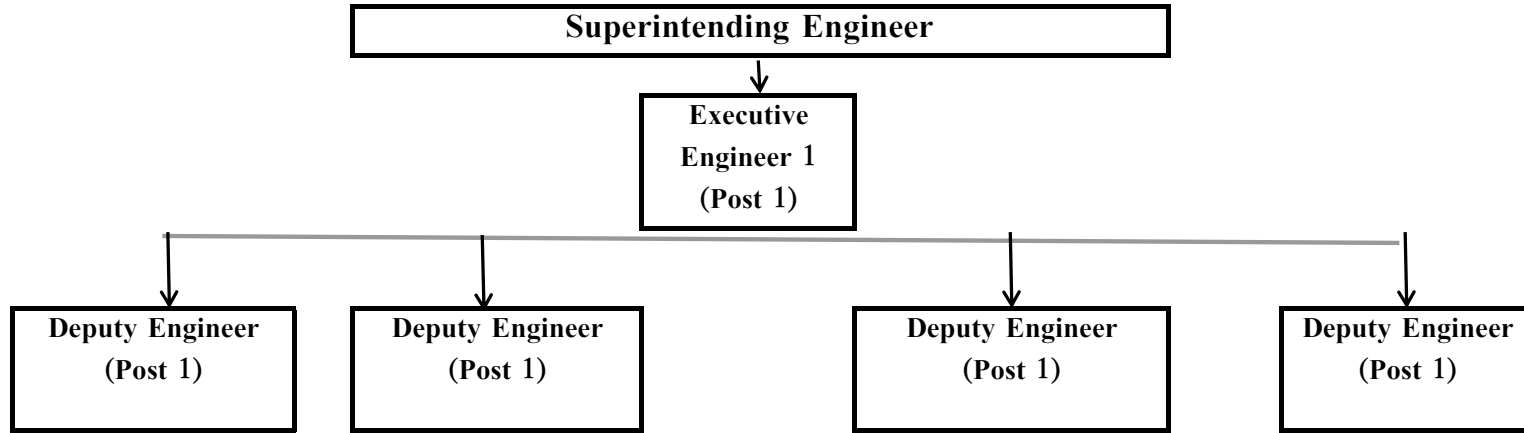 Superintending Engineer
Executive
Engineer 1
(Post 1)
Deputy Engineer
(Post 1)
Deputy Engineer
(Post 1)
Deputy Engineer
(Post 1)
Deputy Engineer
(Post 1)